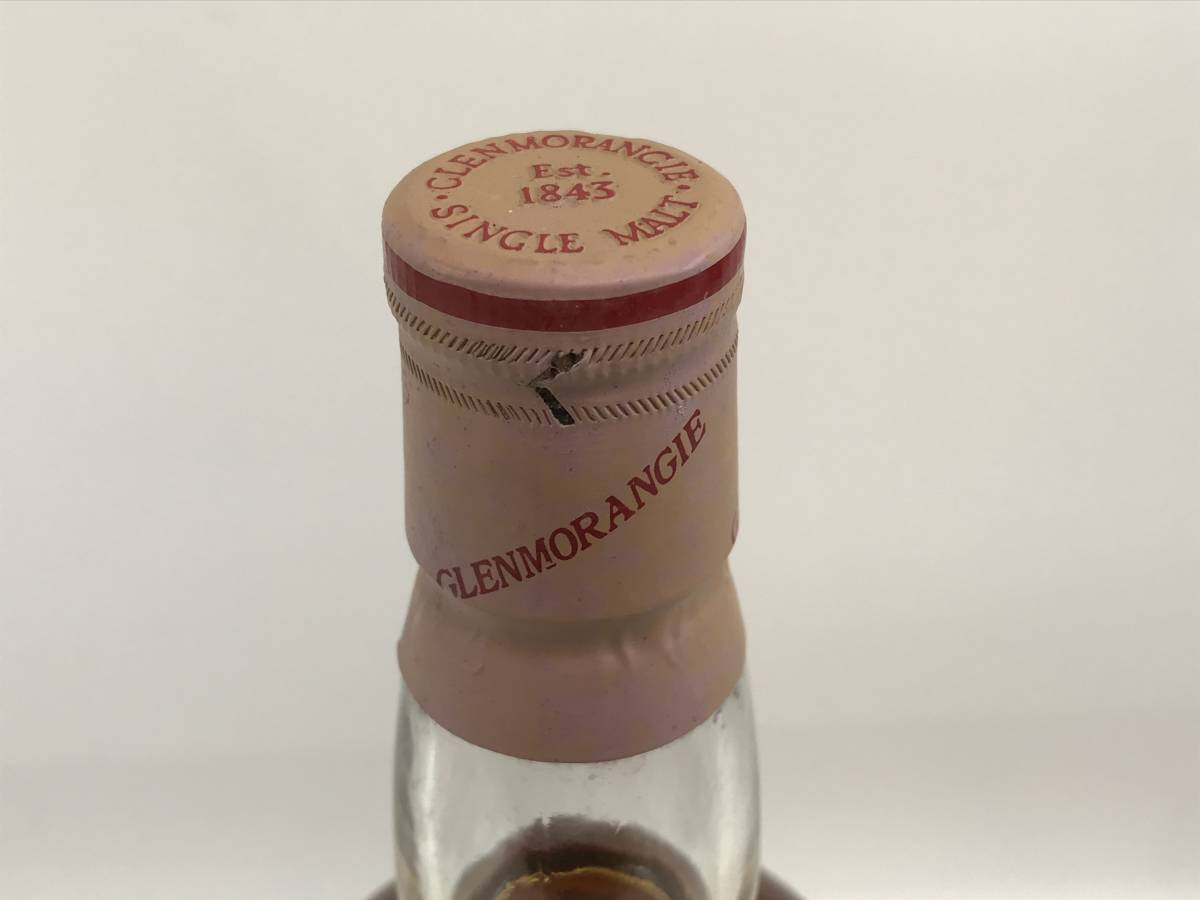 · GLENMORANGIE ·
Est.
1843
SINGLE MALT
GLENMORANGIE